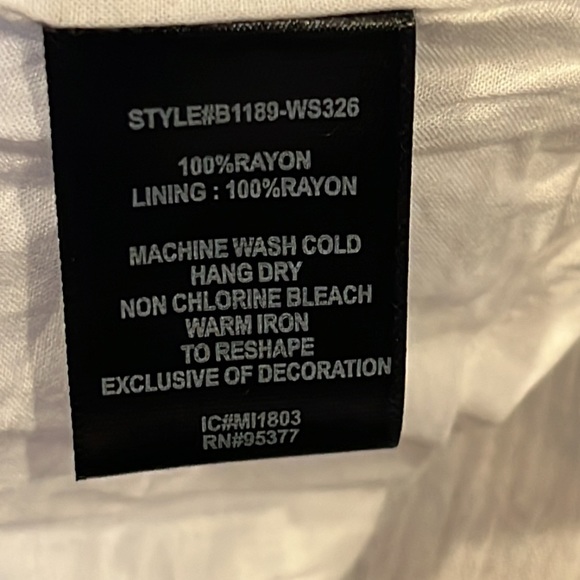 STYLE#B1189-WS326
100%RAYON
LINING : 100%RAYON
MACHINE WASH COLD
HANG DRY
NON CHLORINE BLEACH
WARM IRON
TO RESHAPE
EXCLUSIVE OF DECORATION
IC#MI1803
RN#95377